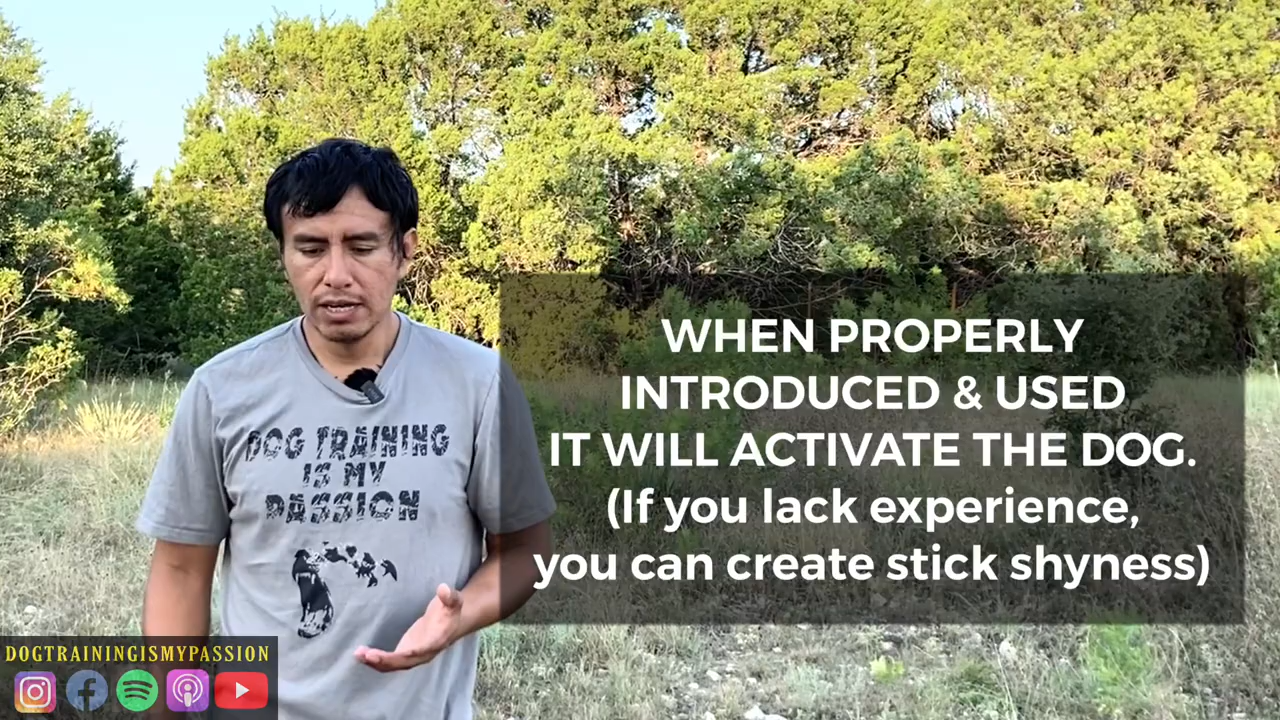 DOG TRAINING
IS MY
PASSION
WHEN PROPERLY
INTRODUCED & USED
IT WILL ACTIVATE THE DOG.
(If you lack experience,
you can create stick shyness)
DOGTRAININGISMYPASSION